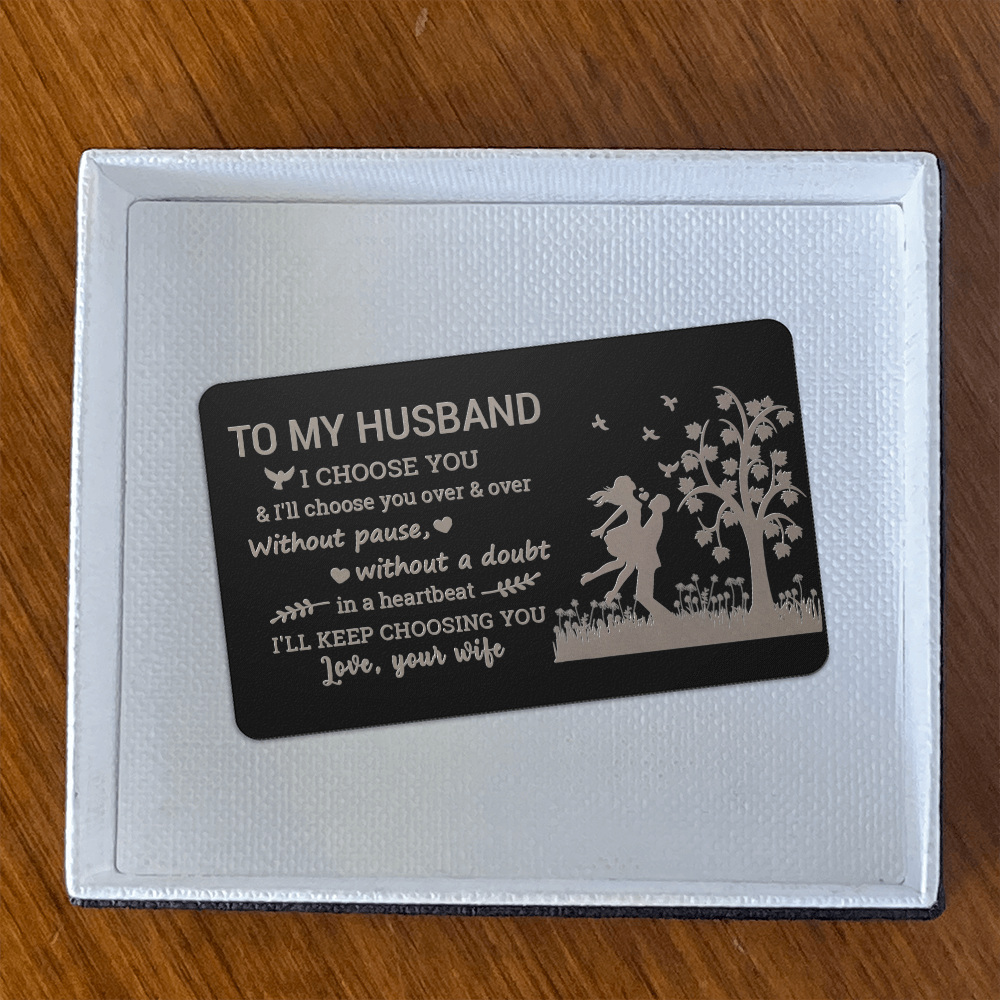 TO MY HUSBAND
I CHOOSE YOU
& I'll choose you over & over
Without pause,
without a doubt
in a heartbeat
I'LL KEEP CHOOSING YOU
Love, your wife